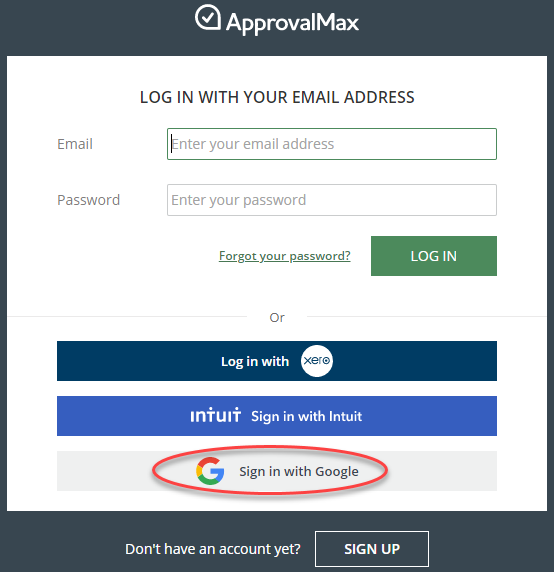 ApprovalMax
LOG IN WITH YOUR EMAIL ADDRESS
Email
Enter your email address
Password
Enter your password
Forgot your password?
LOG IN
Or
Log in with xero
INTUIT Sign in with Intuit
Sign in with Google
Don't have an account yet?
SIGN UP